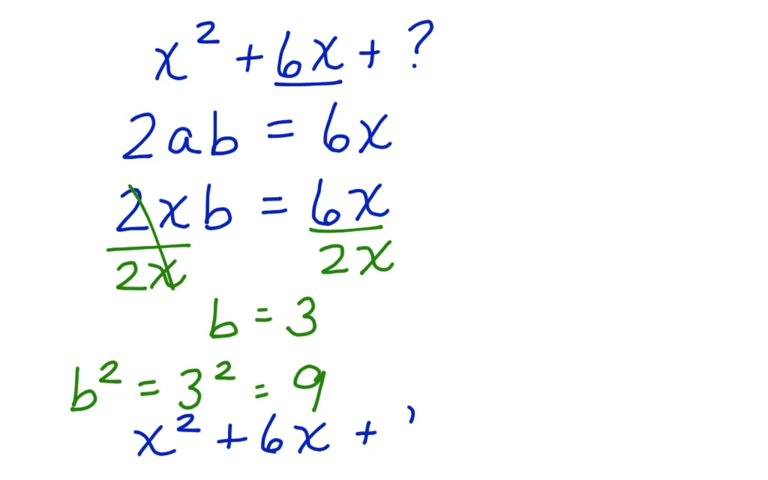 x² + 6x + ?
2ab = 6x
2xb = 6x
2x 2x
b = 3
b² = 3² = 9
x² + 6x +